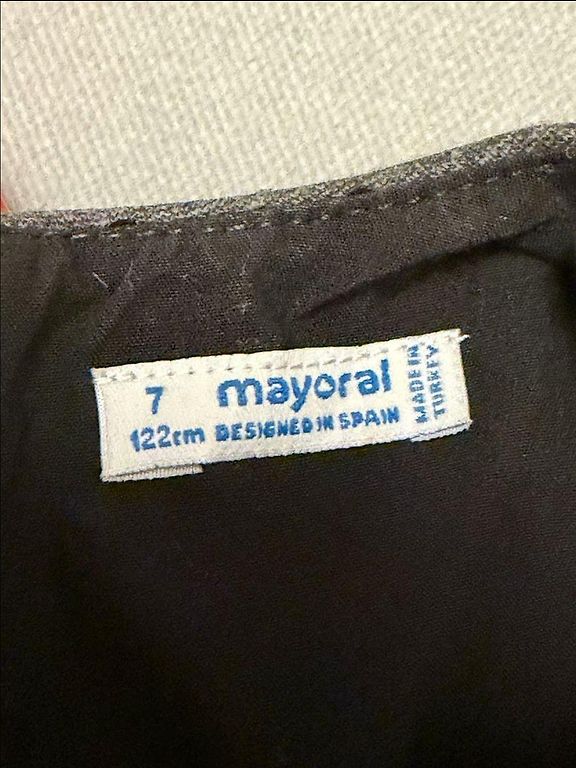 7
122cm
mayoral
DESIGNED IN SPAIN
MADE IN
TURKEY